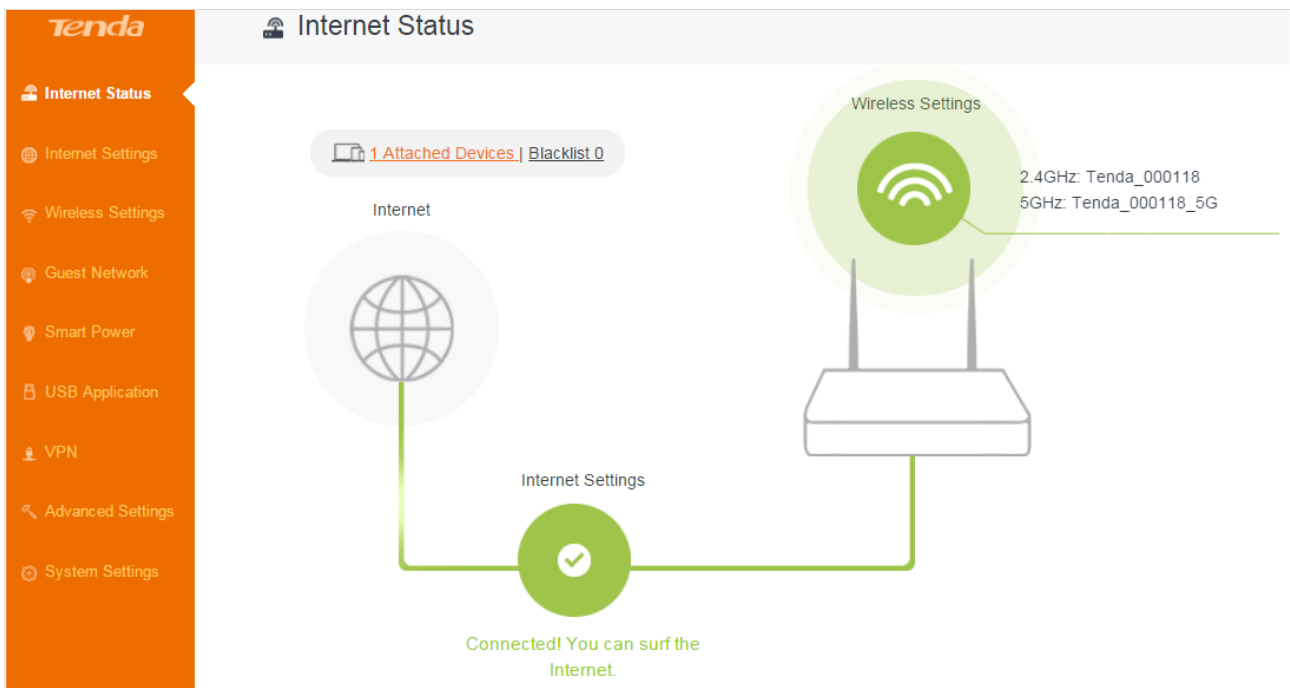 Tenda
Internet Status
Internet Status
Internet Settings
Wireless Settings
Guest Network
Smart Power
USB Application
VPN
Advanced Settings
System Settings
1 Attached Devices | Blacklist 0
Internet
Wireless Settings
2.4GHz: Tenda_000118
5GHz: Tenda_000118_5G
Internet Settings
Connected! You can surf the
Internet.